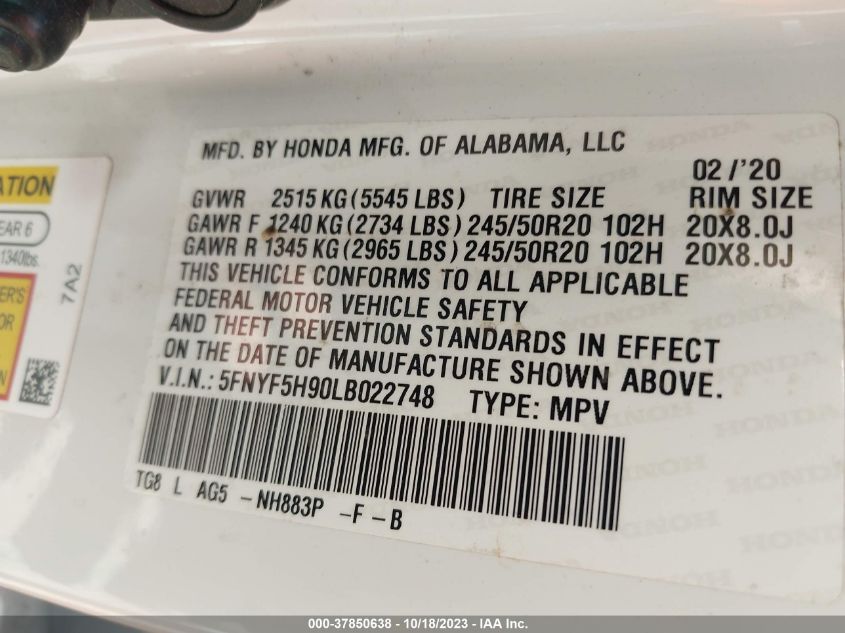 MFD. BY HONDA MFG. OF ALABAMA, LLC
02 /'20
GVWR 2515 KG (5545 LBS) TIRE SIZE RIM SIZE
GAWR F 1240 KG (2734 LBS) 245/50R20 102H 20X8.0J
GAWR R 1345 KG (2965 LBS) 245/50R20 102H 20X8.0J
THIS VEHICLE CONFORMS TO ALL APPLICABLE
FEDERAL MOTOR VEHICLE SAFETY
AND THEFT PREVENTION STANDARDS IN EFFECT
ON THE DATE OF MANUFACTURE SHOWN ABOVE.
V.I.N.: 5FNYF5H90LB022748 TYPE: MPV
TG8 L AG5 -NH883P -F -B
ATION
EAR 6
1340lbs.
7A2
ER'S
OR
N
HONDA
000-37850638 - 10/18/2023 - IAA Inc.